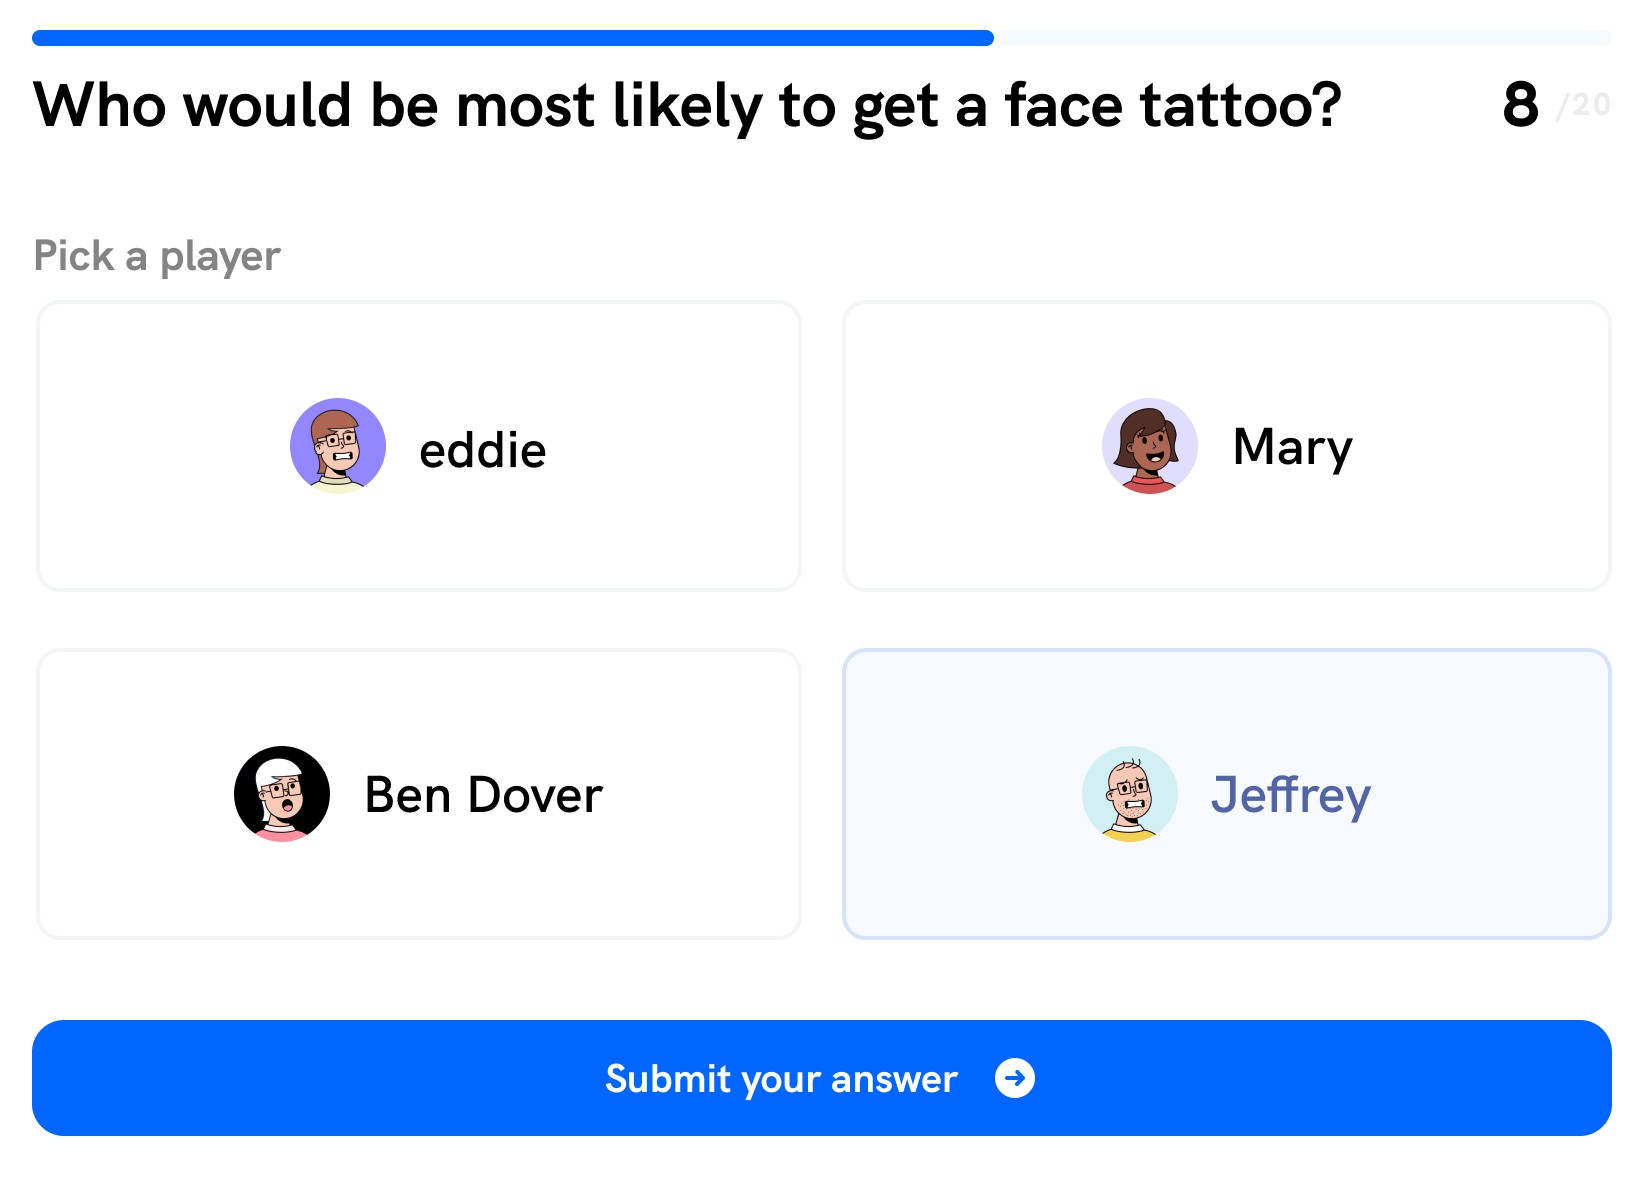 Who would be most likely to get a face tattoo? 8 /20
Pick a player
eddie
Mary
Ben Dover
Jeffrey
Submit your answer